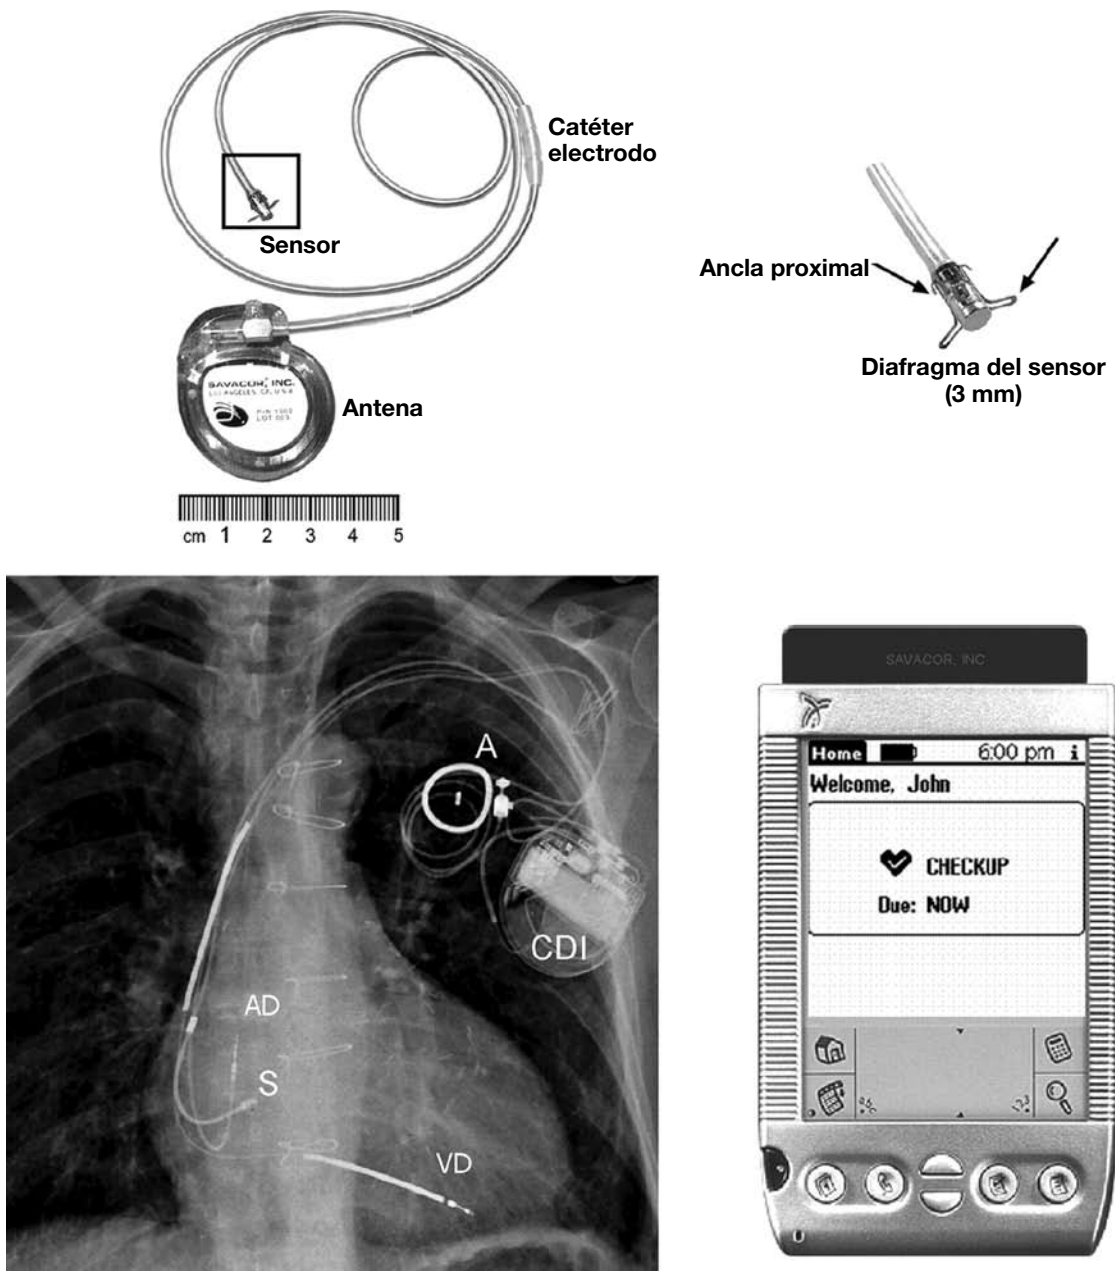 Catéter
electrodo
Sensor
Ancla proximal
Diafragma del sensor
(3 mm)
SAVACOR, INC.
LOS ANGELES, CA, U.S.A.
Antena
cm 1 2 3 4 5
A
CDI
AD
S
VD
SAVACOR, INC
Home 6:00 pm i
Welcome, John
CHECKUP
Due: NOW